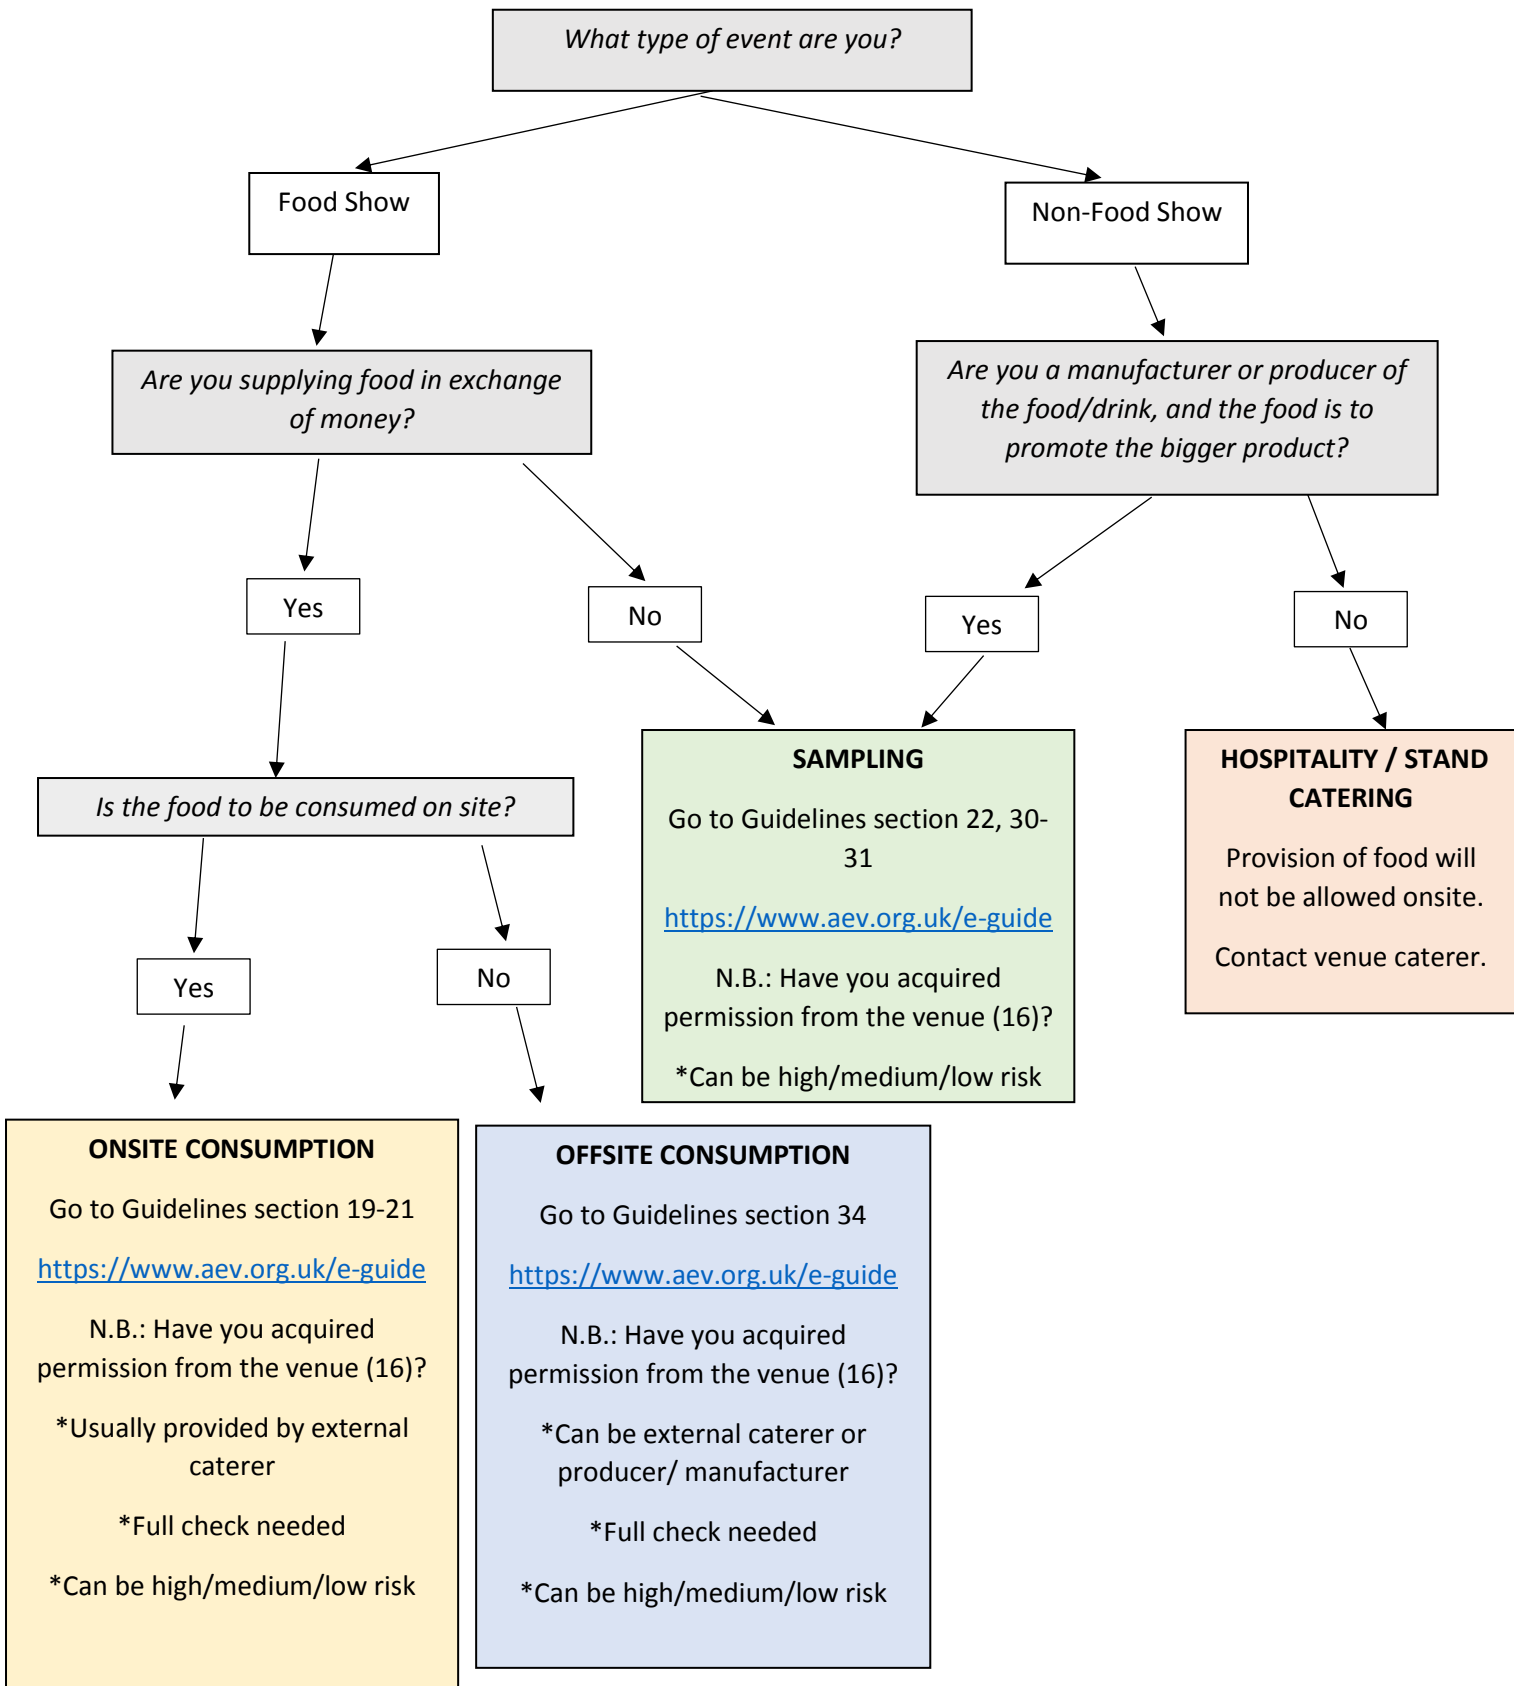 What type of event are you?
Food Show
Non-Food Show
Are you supplying food in exchange
of money?
Are you a manufacturer or producer of
the food/drink, and the food is to
promote the bigger product?
Yes
No
Yes
No
Is the food to be consumed on site?
Yes
No
SAMPLING
Go to Guidelines section 22, 30-
31
https://www.aev.org.uk/e-guide
N.B.: Have you acquired
permission from the venue (16)?
*Can be high/medium/low risk
HOSPITALITY / STAND
CATERING
Provision of food will
not be allowed onsite.
Contact venue caterer.
ONSITE CONSUMPTION
Go to Guidelines section 19-21
https://www.aev.org.uk/e-guide
N.B.: Have you acquired
permission from the venue (16)?
*Usually provided by external
caterer
*Full check needed
*Can be high/medium/low risk
OFFSITE CONSUMPTION
Go to Guidelines section 34
https://www.aev.org.uk/e-guide
N.B.: Have you acquired
permission from the venue (16)?
*Can be external caterer or
producer/ manufacturer
*Full check needed
*Can be high/medium/low risk